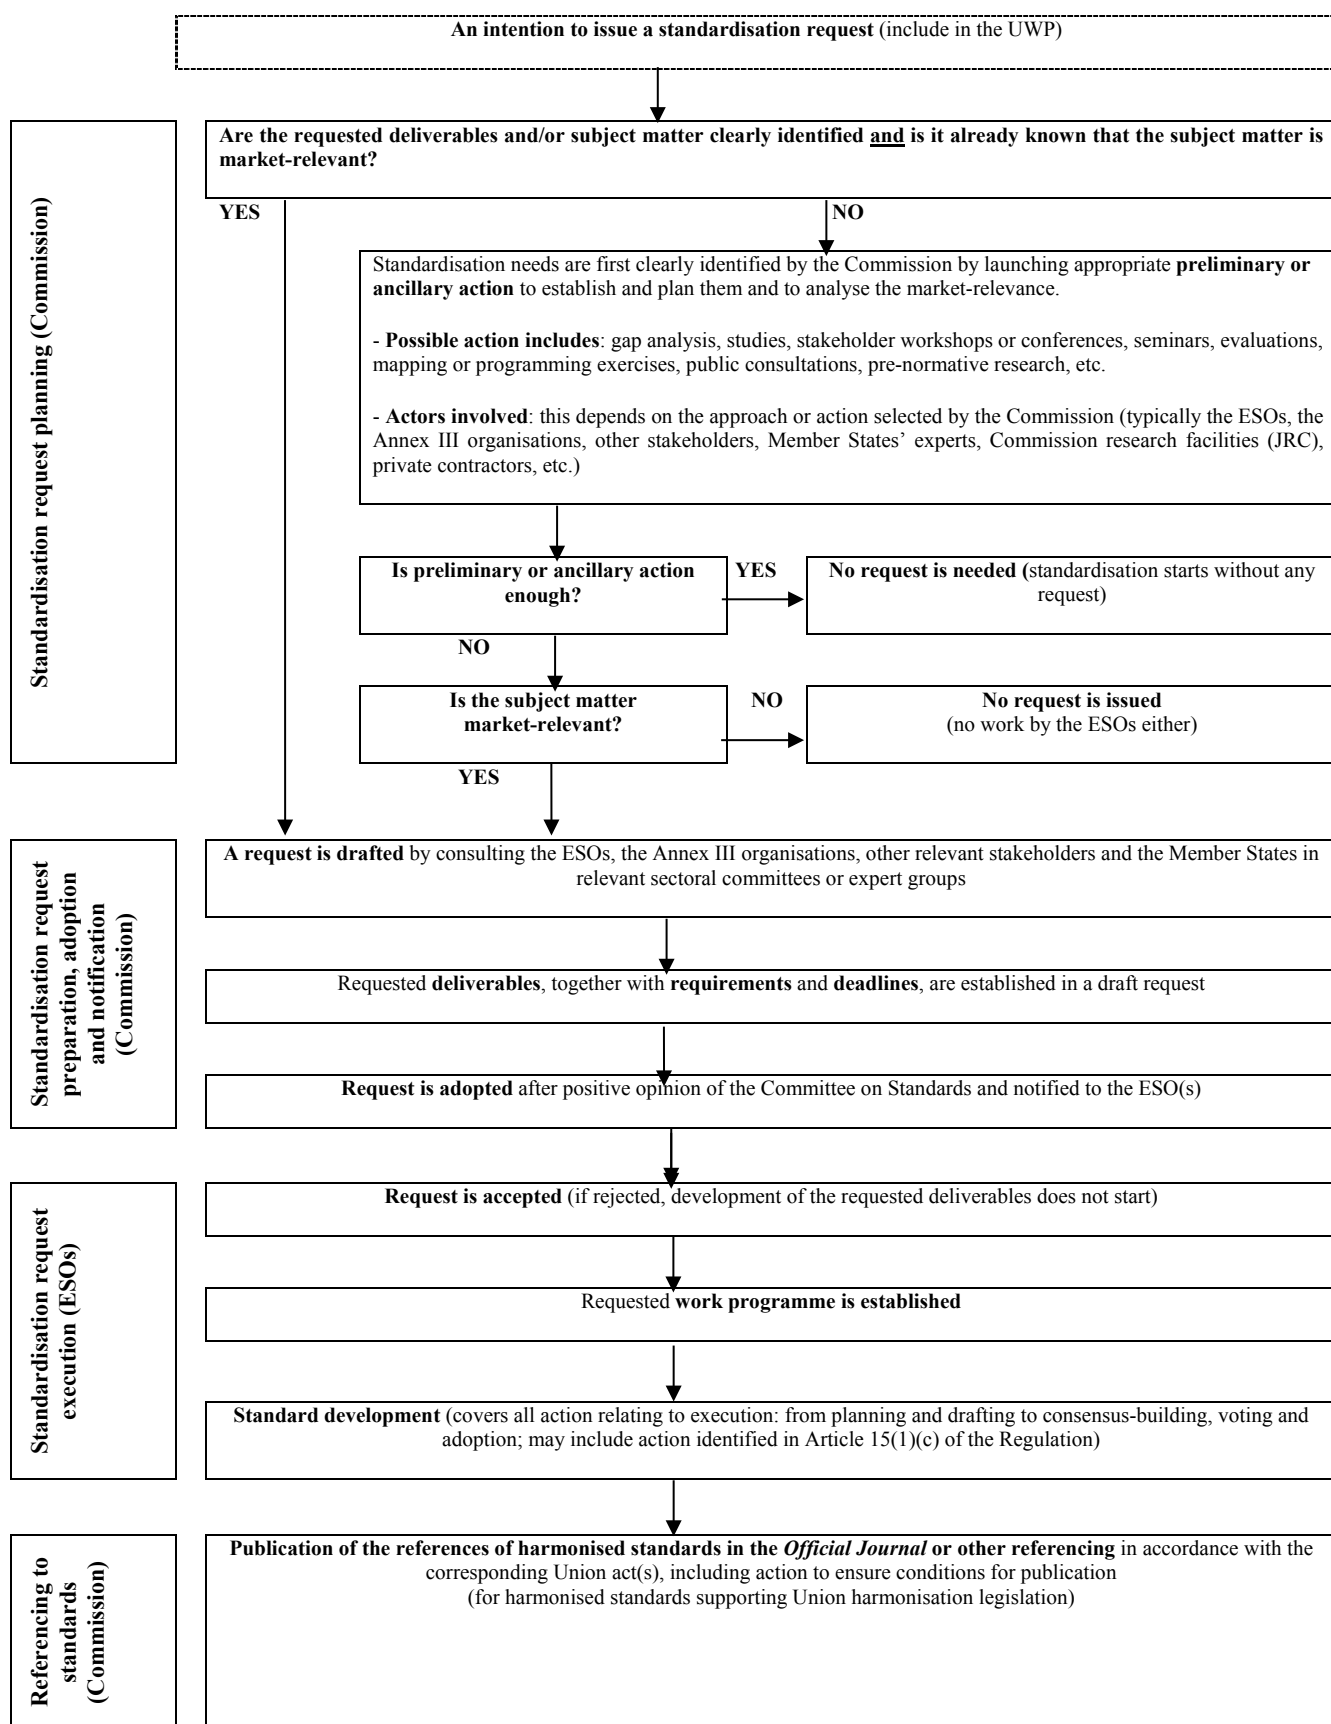 An intention to issue a standardisation request (include in the UWP)
Standardisation request planning (Commission)
Are the requested deliverables and/or subject matter clearly identified and is it already known that the subject matter is
market-relevant?
YES
NO
Standardisation needs are first clearly identified by the Commission by launching appropriate preliminary or
ancillary action to establish and plan them and to analyse the market-relevance.
- Possible action includes: gap analysis, studies, stakeholder workshops or conferences, seminars, evaluations,
mapping or programming exercises, public consultations, pre-normative research, etc.
- Actors involved: this depends on the approach or action selected by the Commission (typically the ESOs, the
Annex III organisations, other stakeholders, Member States’ experts, Commission research facilities (JRC),
private contractors, etc.)
Is preliminary or ancillary action
enough?
YES
No request is needed (standardisation starts without any
request)
NO
Is the subject matter
market-relevant?
NO
No request is issued
(no work by the ESOs either)
YES
Standardisation request
preparation, adoption
and notification
(Commission)
A request is drafted by consulting the ESOs, the Annex III organisations, other relevant stakeholders and the Member States in
relevant sectoral committees or expert groups
Requested deliverables, together with requirements and deadlines, are established in a draft request
Request is adopted after positive opinion of the Committee on Standards and notified to the ESO(s)
Standardisation request
execution (ESOs)
Request is accepted (if rejected, development of the requested deliverables does not start)
Requested work programme is established
Standard development (covers all action relating to execution: from planning and drafting to consensus-building, voting and
adoption; may include action identified in Article 15(1)(c) of the Regulation)
Referencing to
standards
(Commission)
Publication of the references of harmonised standards in the Official Journal or other referencing in accordance with the
corresponding Union act(s), including action to ensure conditions for publication
(for harmonised standards supporting Union harmonisation legislation)